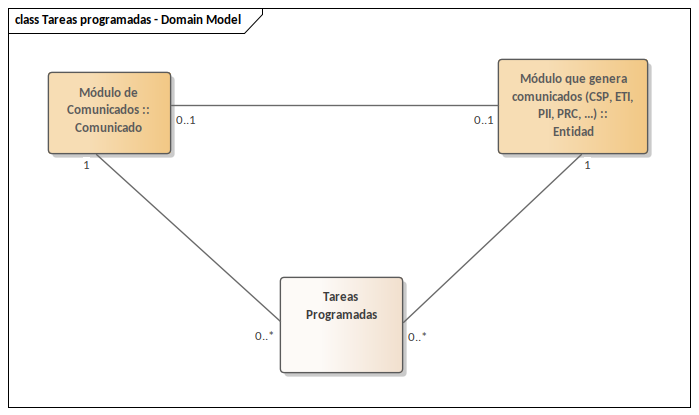 class Tareas programadas - Domain Model
Módulo de
Comunicados ::
Comunicado
Módulo que genera
comunicados (CSP, ETI,
PII, PRC, ...) ::
Entidad
0..1
0..1
1
1
Tareas
Programadas
0..*
0..*